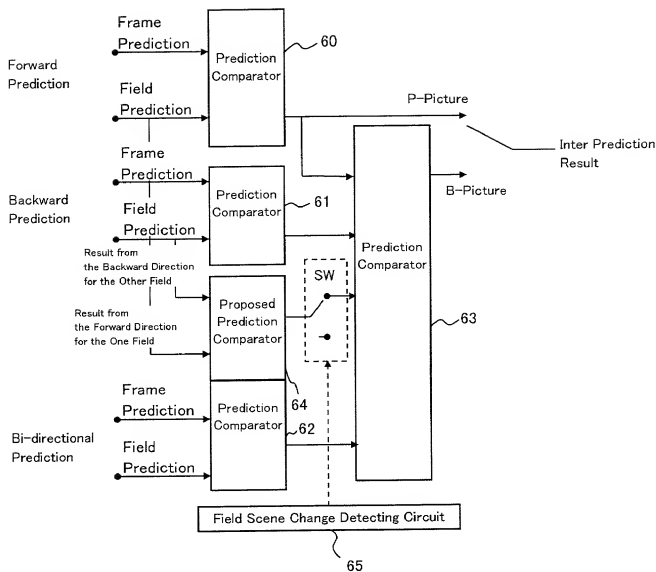 Frame
Prediction
Forward
Prediction
Field
Prediction
Prediction
Comparator
60
P-Picture
Inter Prediction
Result
Frame
Prediction
Backward
Prediction
Field
Prediction
Prediction
Comparator
61
B-Picture
Result from
the Backward Direction
for the Other Field
Result from
the Forward Direction
for the One Field
Proposed
Prediction
Comparator
64
SW
Prediction
Comparator
63
Frame
Prediction
Bi-directional
Prediction
Field
Prediction
Prediction
Comparator
62
Field Scene Change Detecting Circuit
65